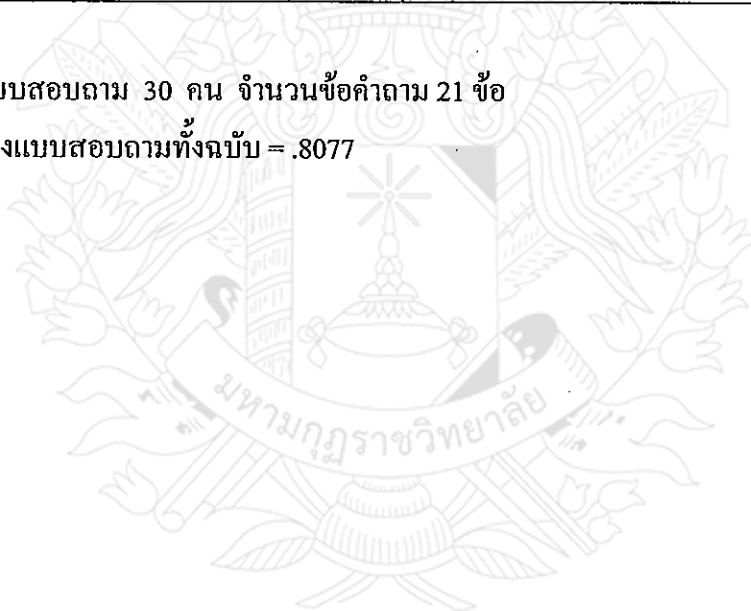 บบสอบถาม 30 คน จำนวนข้อคำถาม 21 ข้อ
งแบบสอบถามทั้งฉบับ = .8077
มหามกุฏราชวิทยาลัย